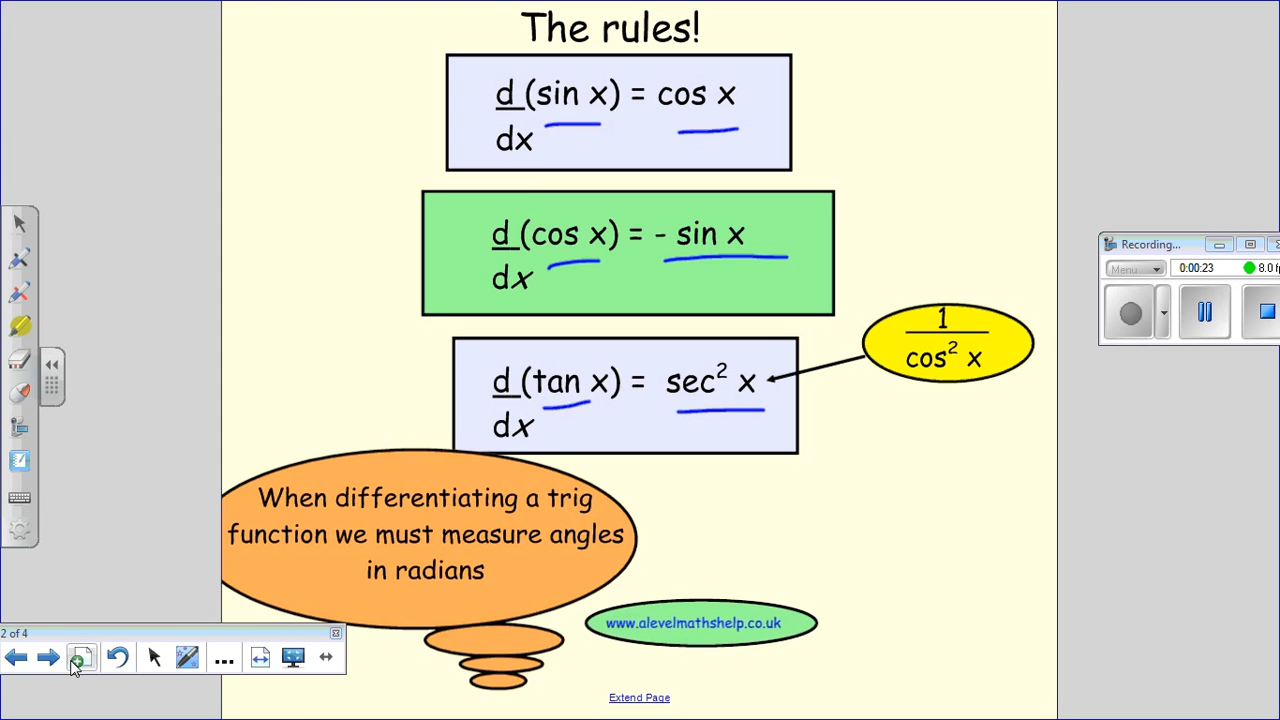 The rules!
d (sin x) = cos x
dx
d (cos x) = - sin x
dx
1
cos² x
d (tan x) = sec² x
dx
When differentiating a trig
function we must measure angles
in radians
www.alevelmathshelp.co.uk
Extend Page
2 of 4
...
Recording...
Menu
0:00:23
8.0 f